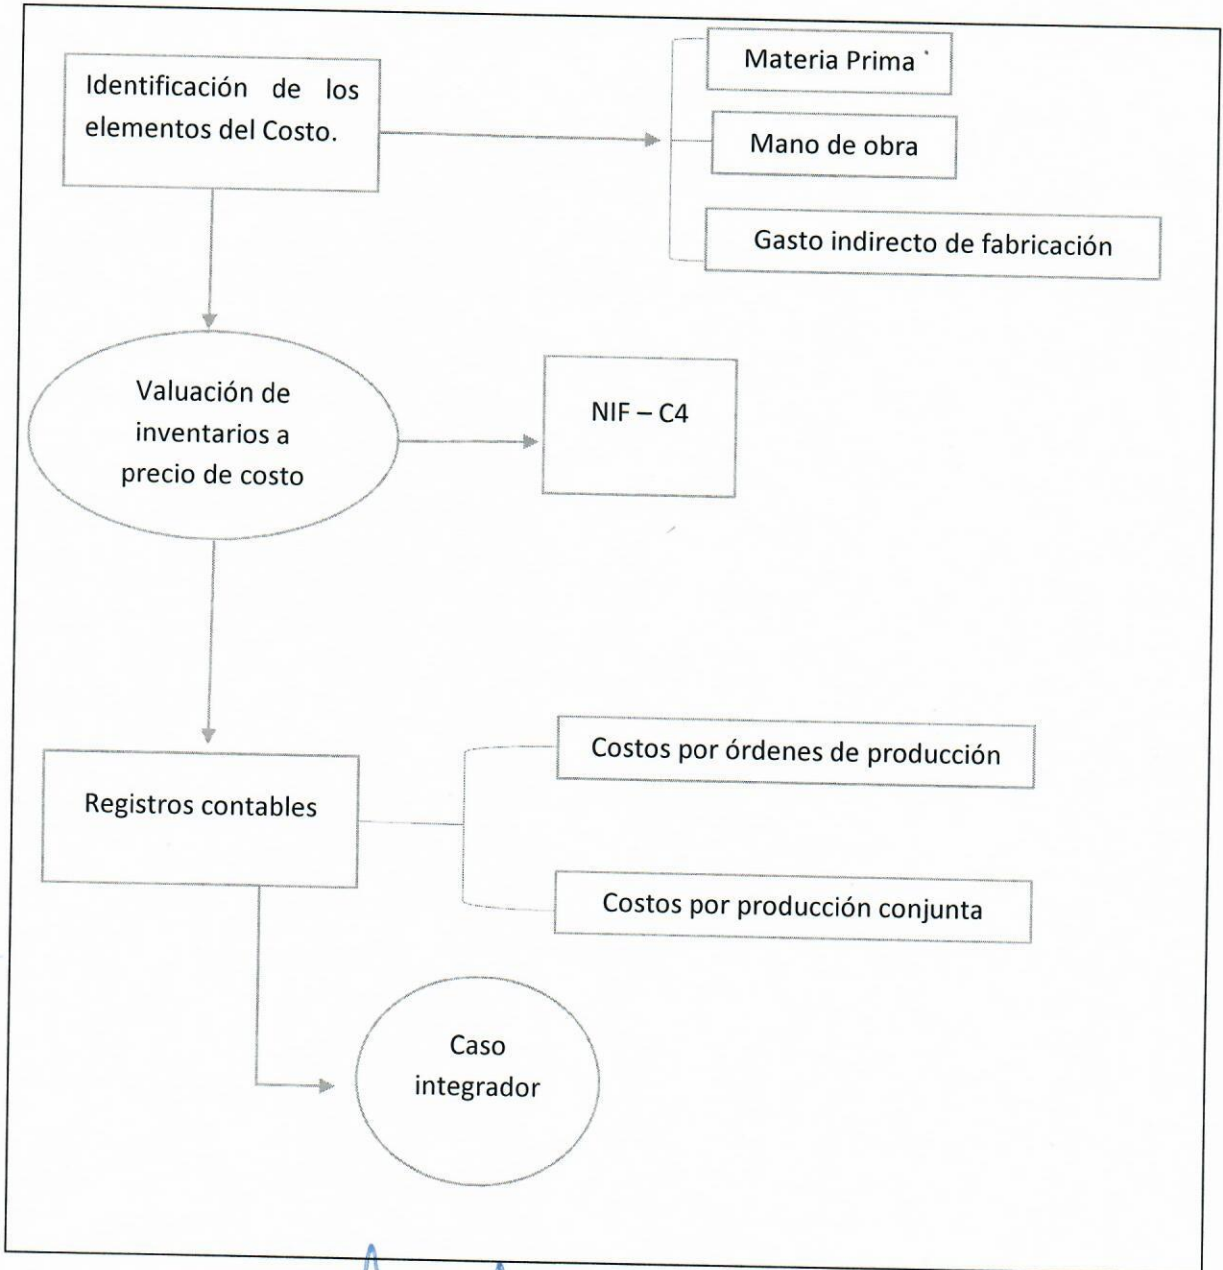 Identificación de los
elementos del Costo.
Materia Prima
Mano de obra
Gasto indirecto de fabricación
Valuación de
inventarios a
precio de costo
NIF – C4
Registros contables
Costos por órdenes de producción
Costos por producción conjunta
Caso
integrador